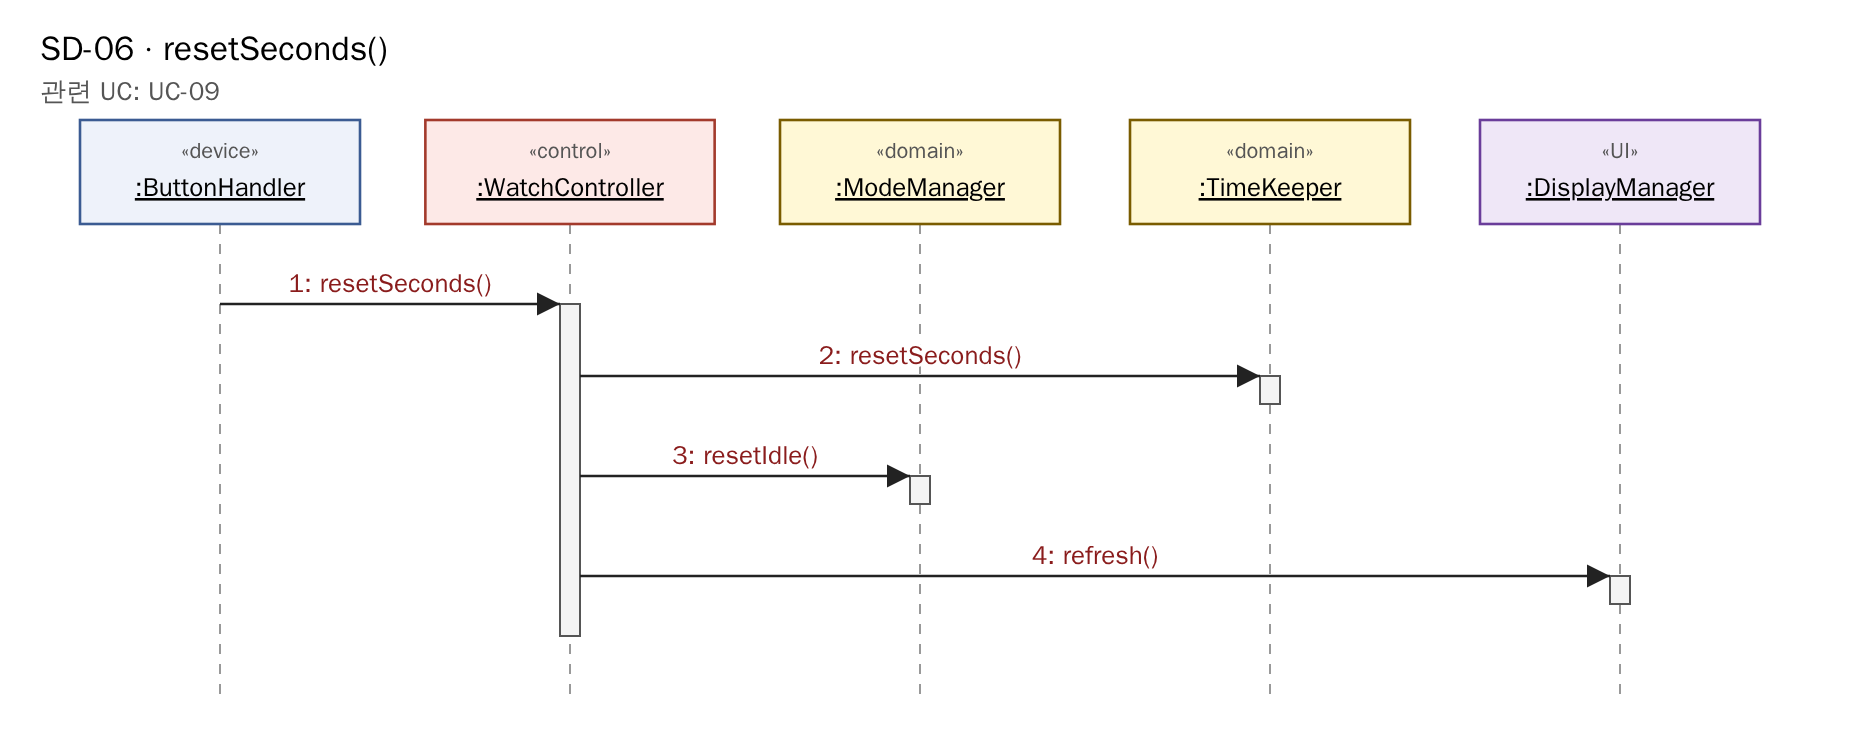 SD-06 · resetSeconds()
관련 UC: UC-09
«device»
:ButtonHandler
«control»
:WatchController
«domain»
:ModeManager
«domain»
:TimeKeeper
«UI»
:DisplayManager
1: resetSeconds()
2: resetSeconds()
3: resetIdle()
4: refresh()